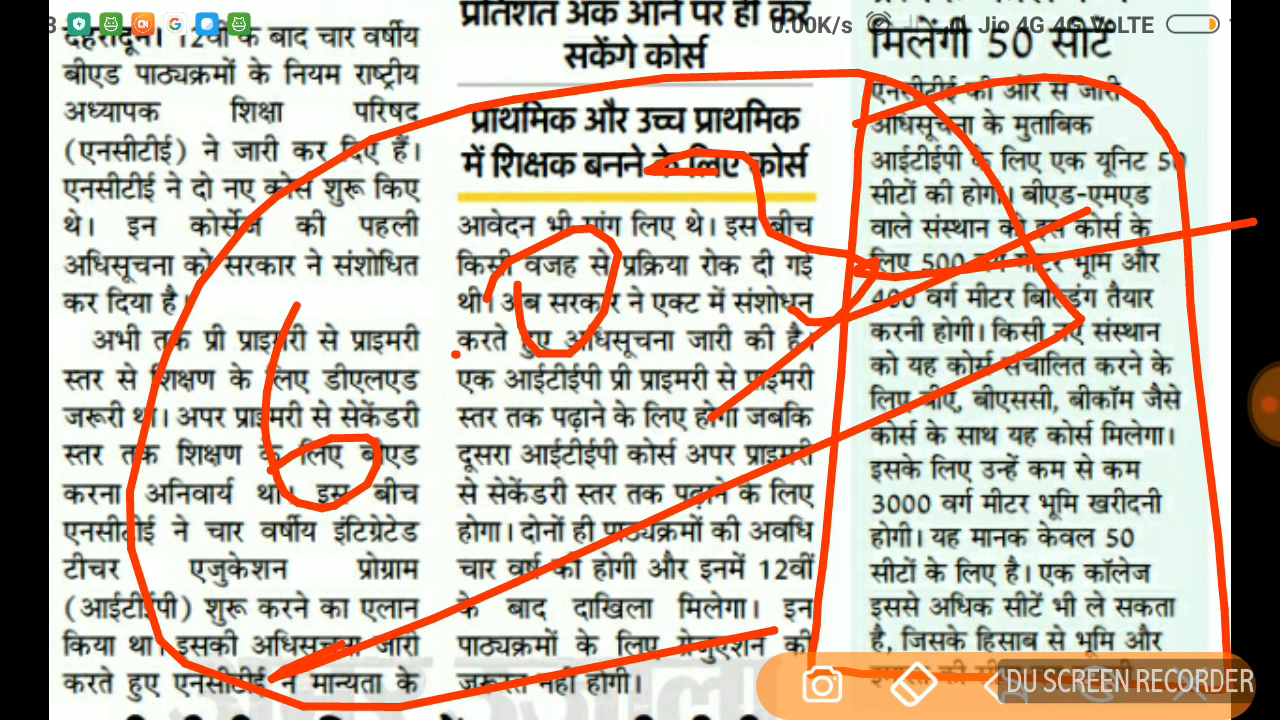 0.00K/s
Jio 4G 4G VoLTE
देहरादून। 12वीं के बाद चार वर्षीय
बीएड पाठ्यक्रमों के नियम राष्ट्रीय
अध्यापक शिक्षा परिषद
(एनसीटीई) ने जारी कर दिए हैं।
एनसीटीई ने दो नए कोर्स शुरू किए
थे। इन कोर्सेज की पहली
अधिसूचना को सरकार ने संशोधित
कर दिया है।
अभी तक प्री प्राइमरी से प्राइमरी
स्तर से शिक्षण के लिए डीएलएड
जरूरी था। अपर प्राइमरी से सेकेंडरी
स्तर तक शिक्षण के लिए बीएड
करना अनिवार्य था। इस बीच
एनसीटीई ने चार वर्षीय इंटिग्रेटेड
टीचर एजुकेशन प्रोग्राम
(आईटीईपी) शुरू करने का एलान
किया था। इसकी अधिसूचना जारी
करते हुए एनसीटीई ने मान्यता के
प्रतिशत अंक आने पर ही कर
सकेंगे कोर्स
प्राथमिक और उच्च प्राथमिक
में शिक्षक बनने के लिए कोर्स
आवेदन भी मांग लिए थे। इस बीच
किसी वजह से प्रक्रिया रोक दी गई
थी। अब सरकार ने एक्ट में संशोधन
करते हुए अधिसूचना जारी की है।
एक आईटीईपी प्री प्राइमरी से प्राइमरी
स्तर तक पढ़ाने के लिए होगा जबकि
दूसरा आईटीईपी कोर्स अपर प्राइमरी
से सेकेंडरी स्तर तक पढ़ाने के लिए
होगा। दोनों ही पाठ्यक्रमों की अवधि
चार वर्ष की होगी और इनमें 12वीं
के बाद दाखिला मिलेगा। इन
पाठ्यक्रमों के लिए ग्रेजुएशन की
जरूरत नहीं होगी।
मिलेंगी 50 सीटें
एनसीटीई की ओर से जारी
अधिसूचना के मुताबिक
आईटीईपी के लिए एक यूनिट 50
सीटों की होगी। बीएड-एमएड
वाले संस्थान को इस कोर्स के
लिए 500 वर्ग मीटर भूमि और
400 वर्ग मीटर बिल्डिंग तैयार
करनी होगी। किसी नए संस्थान
को यह कोर्स संचालित करने के
लिए बीए, बीएससी, बीकॉम जैसे
कोर्स के साथ यह कोर्स मिलेगा।
इसके लिए उन्हें कम से कम
3000 वर्ग मीटर भूमि खरीदनी
होगी। यह मानक केवल 50
सीटों के लिए है। एक कॉलेज
इससे अधिक सीटें भी ले सकता
है, जिसके हिसाब से भूमि और
DU SCREEN RECORDER